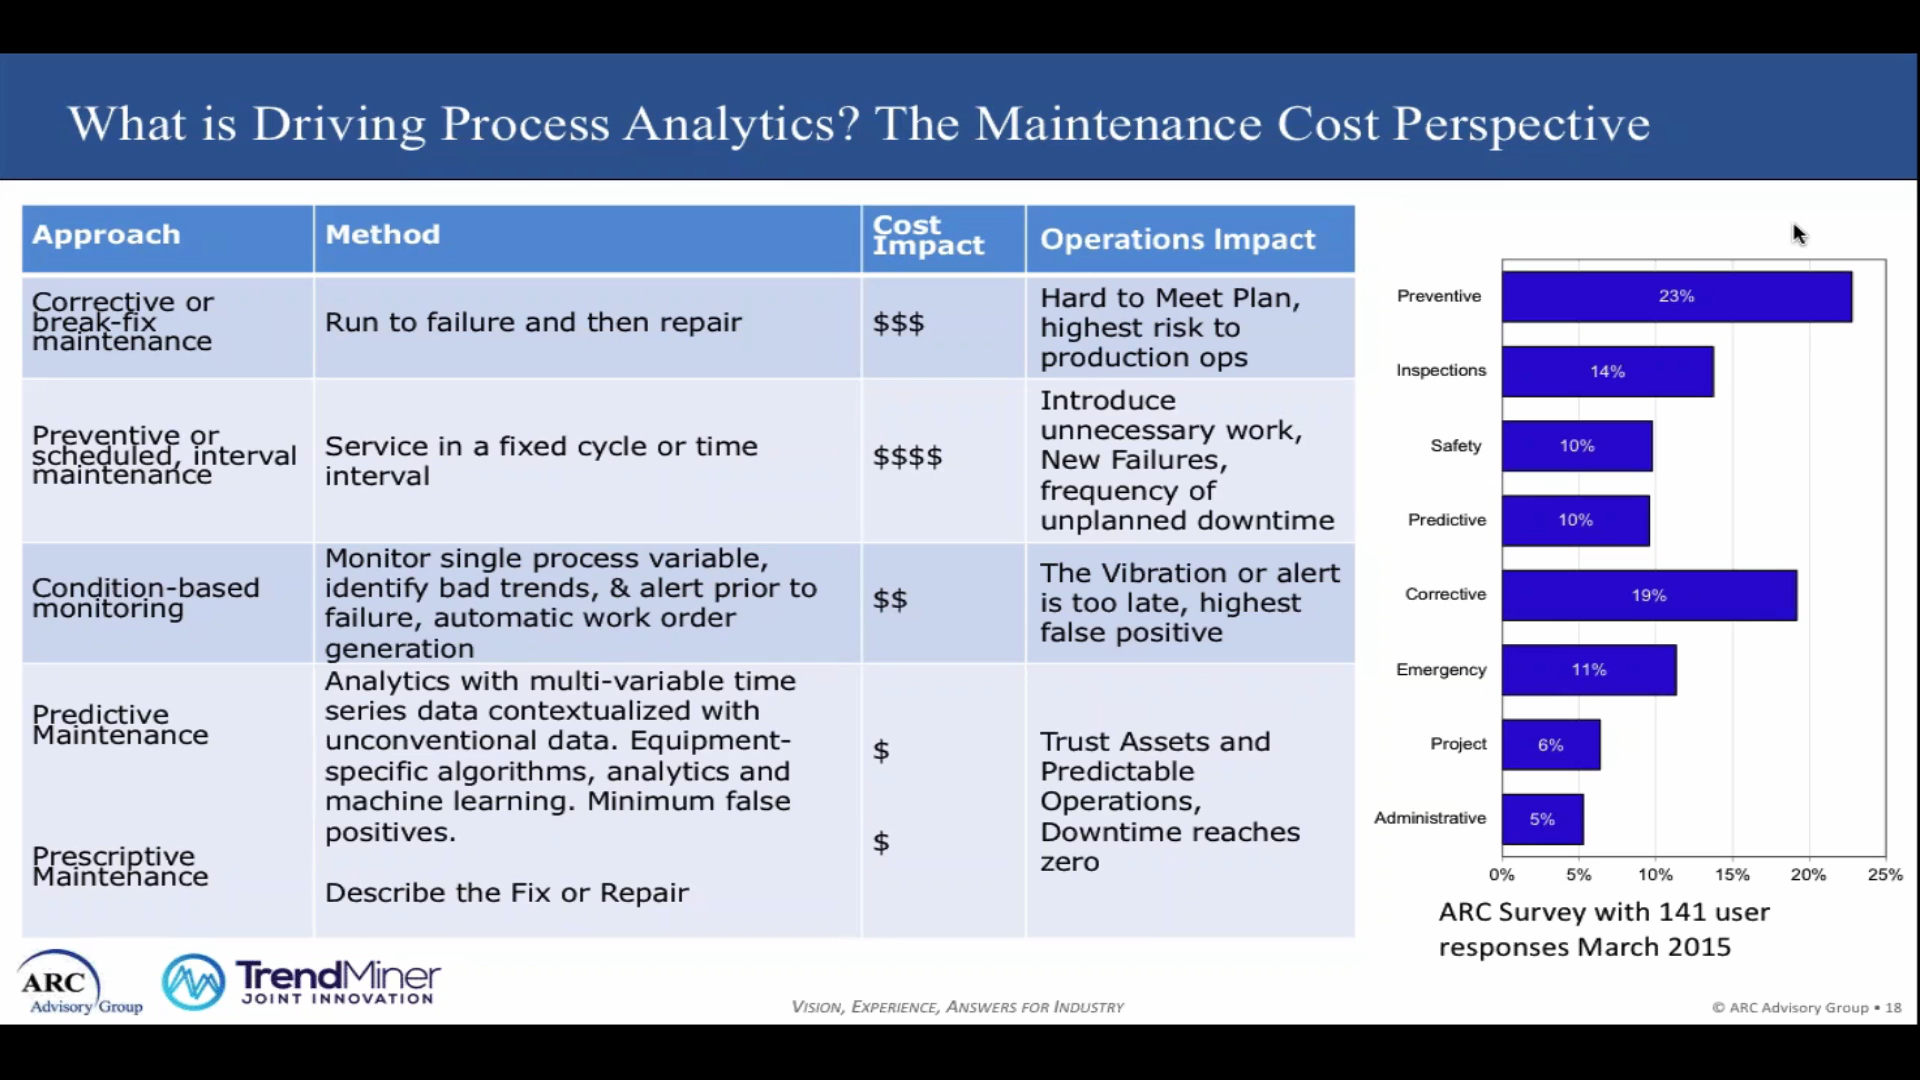 What is Driving Process Analytics? The Maintenance Cost Perspective
Approach
Method
Cost
Impact
Operations Impact
Corrective or
break-fix
maintenance
Run to failure and then repair
$$$
Hard to Meet Plan,
highest risk to
production ops
Preventive or
scheduled, interval
maintenance
Service in a fixed cycle or time
interval
$$$$
Introduce
unnecessary work,
New Failures,
frequency of
unplanned downtime
Condition-based
monitoring
Monitor single process variable,
identify bad trends, & alert prior to
failure, automatic work order
generation
$$
The Vibration or alert
is too late, highest
false positive
Predictive
Maintenance
Prescriptive
Maintenance
Analytics with multi-variable time
series data contextualized with
unconventional data. Equipment-
specific algorithms, analytics and
machine learning. Minimum false
positives.
Describe the Fix or Repair
$
$
Trust Assets and
Predictable
Operations,
Downtime reaches
zero
Preventive 23%
Inspections 14%
Safety 10%
Predictive 10%
Corrective 19%
Emergency 11%
Project 6%
Administrative 5%
0% 5% 10% 15% 20% 25%
ARC Survey with 141 user
responses March 2015
ARC
Advisory Group
TrendMiner
JOINT INNOVATION
VISION, EXPERIENCE, ANSWERS FOR INDUSTRY
© ARC Advisory Group • 18